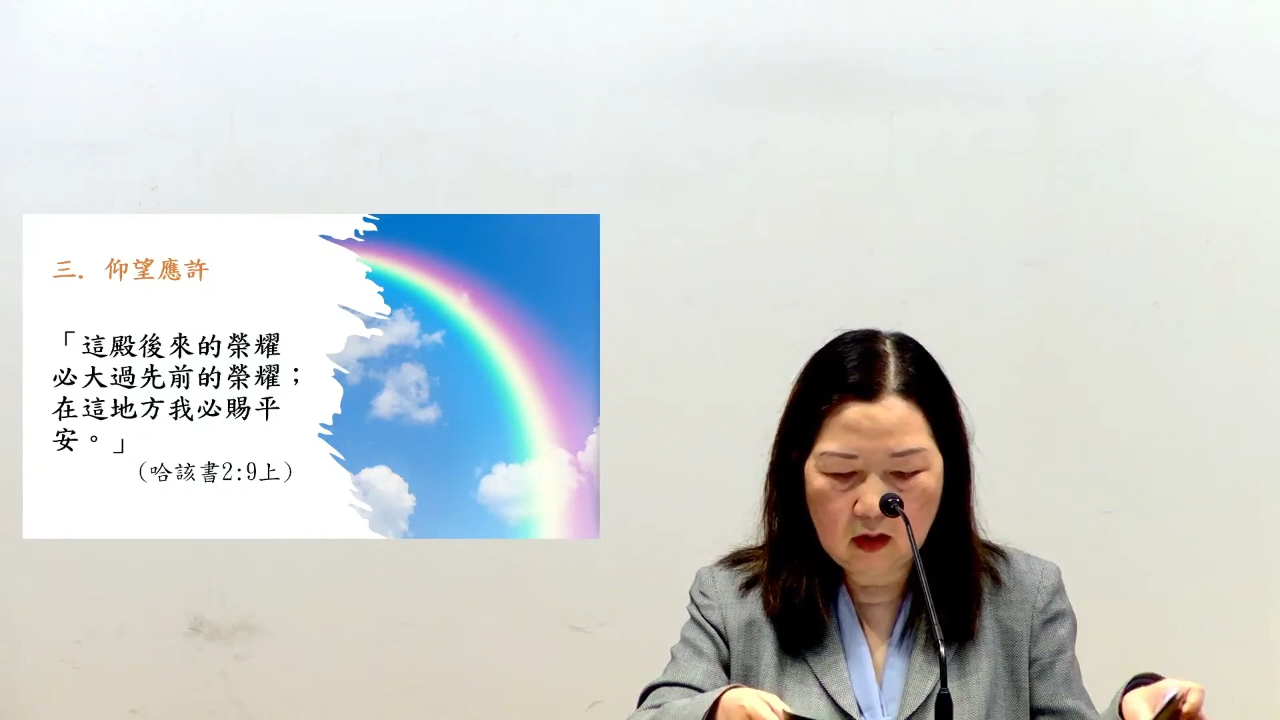 三. 仰望應許
「這殿後來的榮耀
必大過先前的榮耀；
在這地方我必賜平
安。」
(哈該書2:9上)